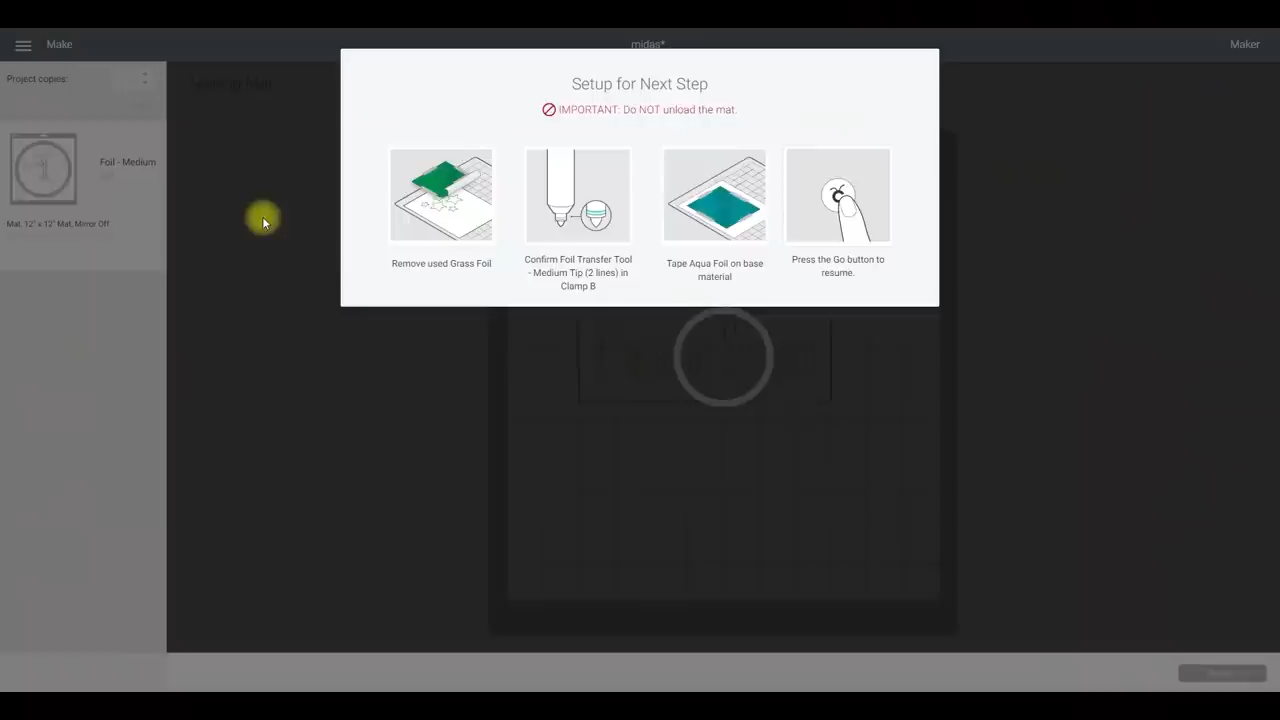 Make
midas*
Maker
Project copies:
Foil - Medium
Mat. 12" x 12" Mat, Mirror Off
Setup for Next Step
IMPORTANT: Do NOT unload the mat.
Remove used Grass Foil
Confirm Foil Transfer Tool
- Medium Tip (2 lines) in
Clamp B
Tape Aqua Foil on base
material
Press the Go button to
resume.